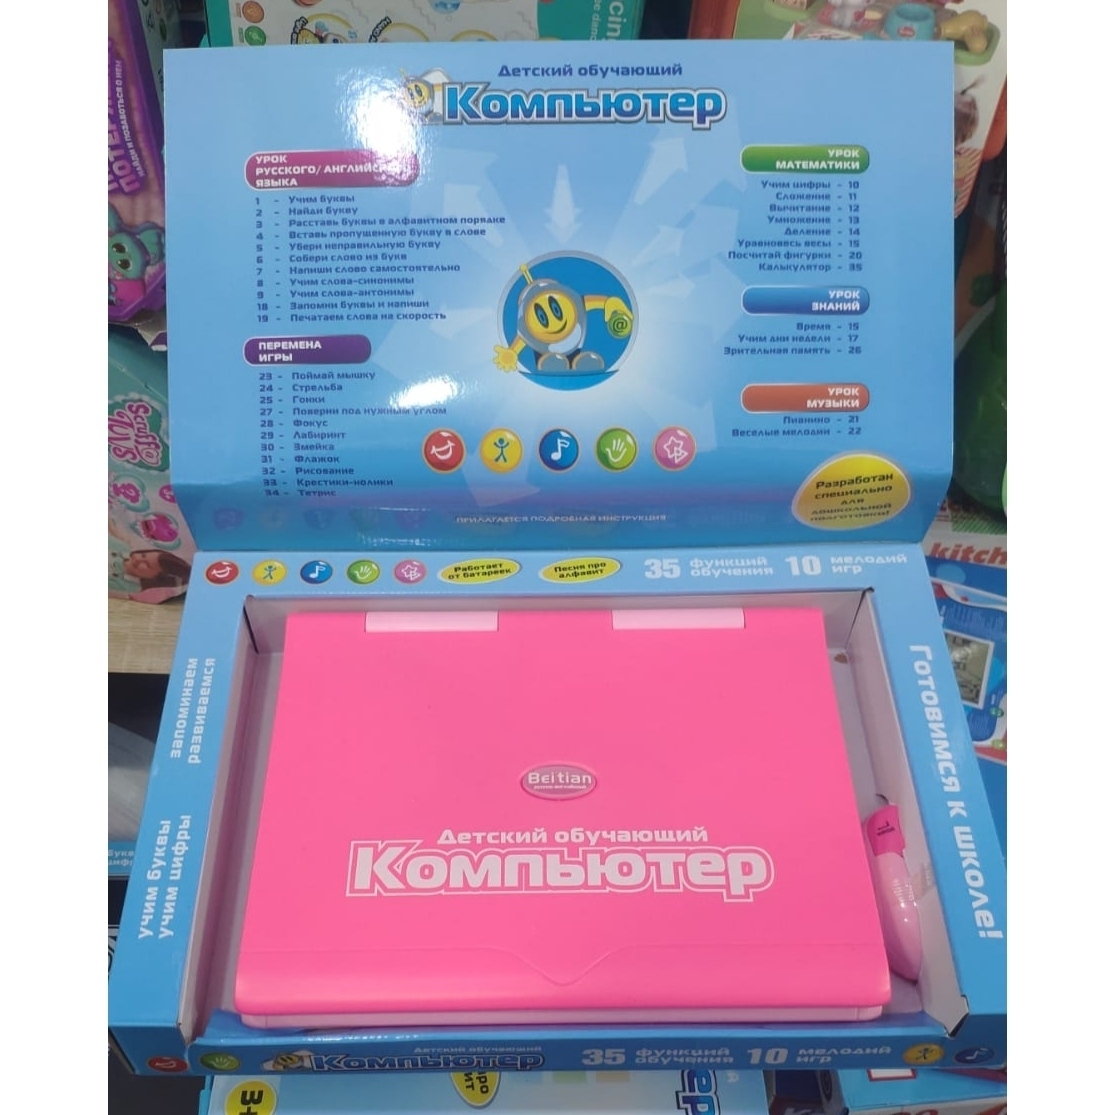 Детский обучающий
Компьютер
УРОК
РУССКОГО/АНГЛИЙСКОГО
ЯЗЫКА
1 - Учим буквы
2 - Найди букву
3 - Расставь буквы в алфавитном порядке
4 - Вставь пропущенную букву в слове
5 - Убери неправильную букву
6 - Собери слово из букв
7 - Напиши слово самостоятельно
8 - Учим слова-синонимы
9 - Учим слова-антонимы
18 - Запомни буквы и напиши
19 - Печатаем слова на скорость
ПЕРЕМЕНА
ИГРЫ
23 - Поймай мышку
24 - Стрельба
25 - Гонки
27 - Поверни под нужным углом
28 - Фокус
29 - Лабиринт
30 - Змейка
31 - Флажок
32 - Рисование
33 - Крестики-нолики
34 - Тетрис
УРОК
МАТЕМАТИКИ
Учим цифры - 10
Сложение - 11
Вычитание - 12
Умножение - 13
Деление - 14
Уравновесь весы - 15
Посчитай фигурки - 20
Калькулятор - 35
УРОК
ЗНАНИЙ
Время - 15
Учим дни недели - 17
Зрительная память - 26
УРОК
МУЗЫКИ
Пианино - 21
Веселые мелодии - 22
Разработан
специально
для
дошкольной
подготовки!
ПРИЛАГАЕТСЯ ПОДРОБНАЯ ИНСТРУКЦИЯ
Работает
от батареек
Песня про
алфавит
35 функций
обучения
10 мелодий
игр
запоминаем
развиваемся
учим буквы
учим цифры
Готовимся к школе!
Beitian
Детский обучающий
Компьютер
Детский обучающий
Компьютер
35 функций
обучения
10 мелодий
игр
kitch
3+